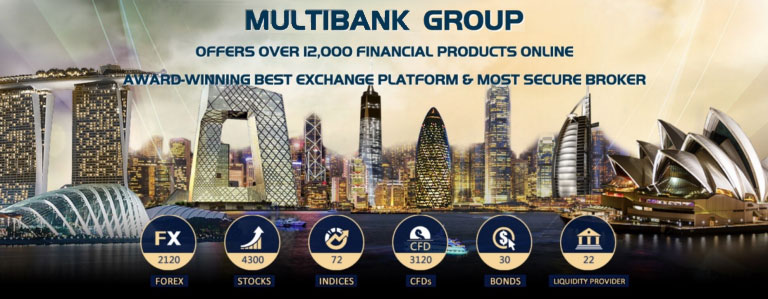 MULTIBANK GROUP
OFFERS OVER 12,000 FINANCIAL PRODUCTS ONLINE
AWARD-WINNING BEST EXCHANGE PLATFORM & MOST SECURE BROKER
FX CFD
2120 4300 72 3120 30 22
FOREX STOCKS INDICES CFDs BONDS LIQUIDITY PROVIDER